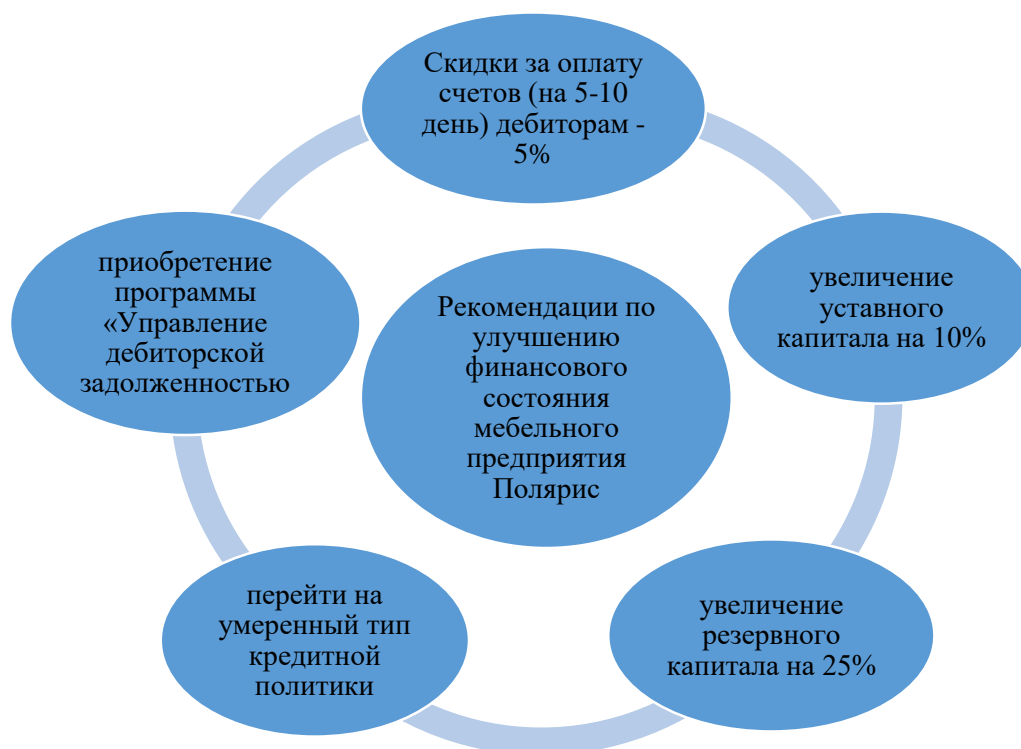 Скидки за оплату
счетов (на 5-10
день) дебиторам -
5%
увеличение
уставного
капитала на 10%
увеличение
резервного
капитала на 25%
перейти на
умеренный тип
кредитной
политики
приобретение
программы
«Управление
дебиторской
задолженностью
Рекомендации по
улучшению
финансового
состояния
мебельного
предприятия
Полярис